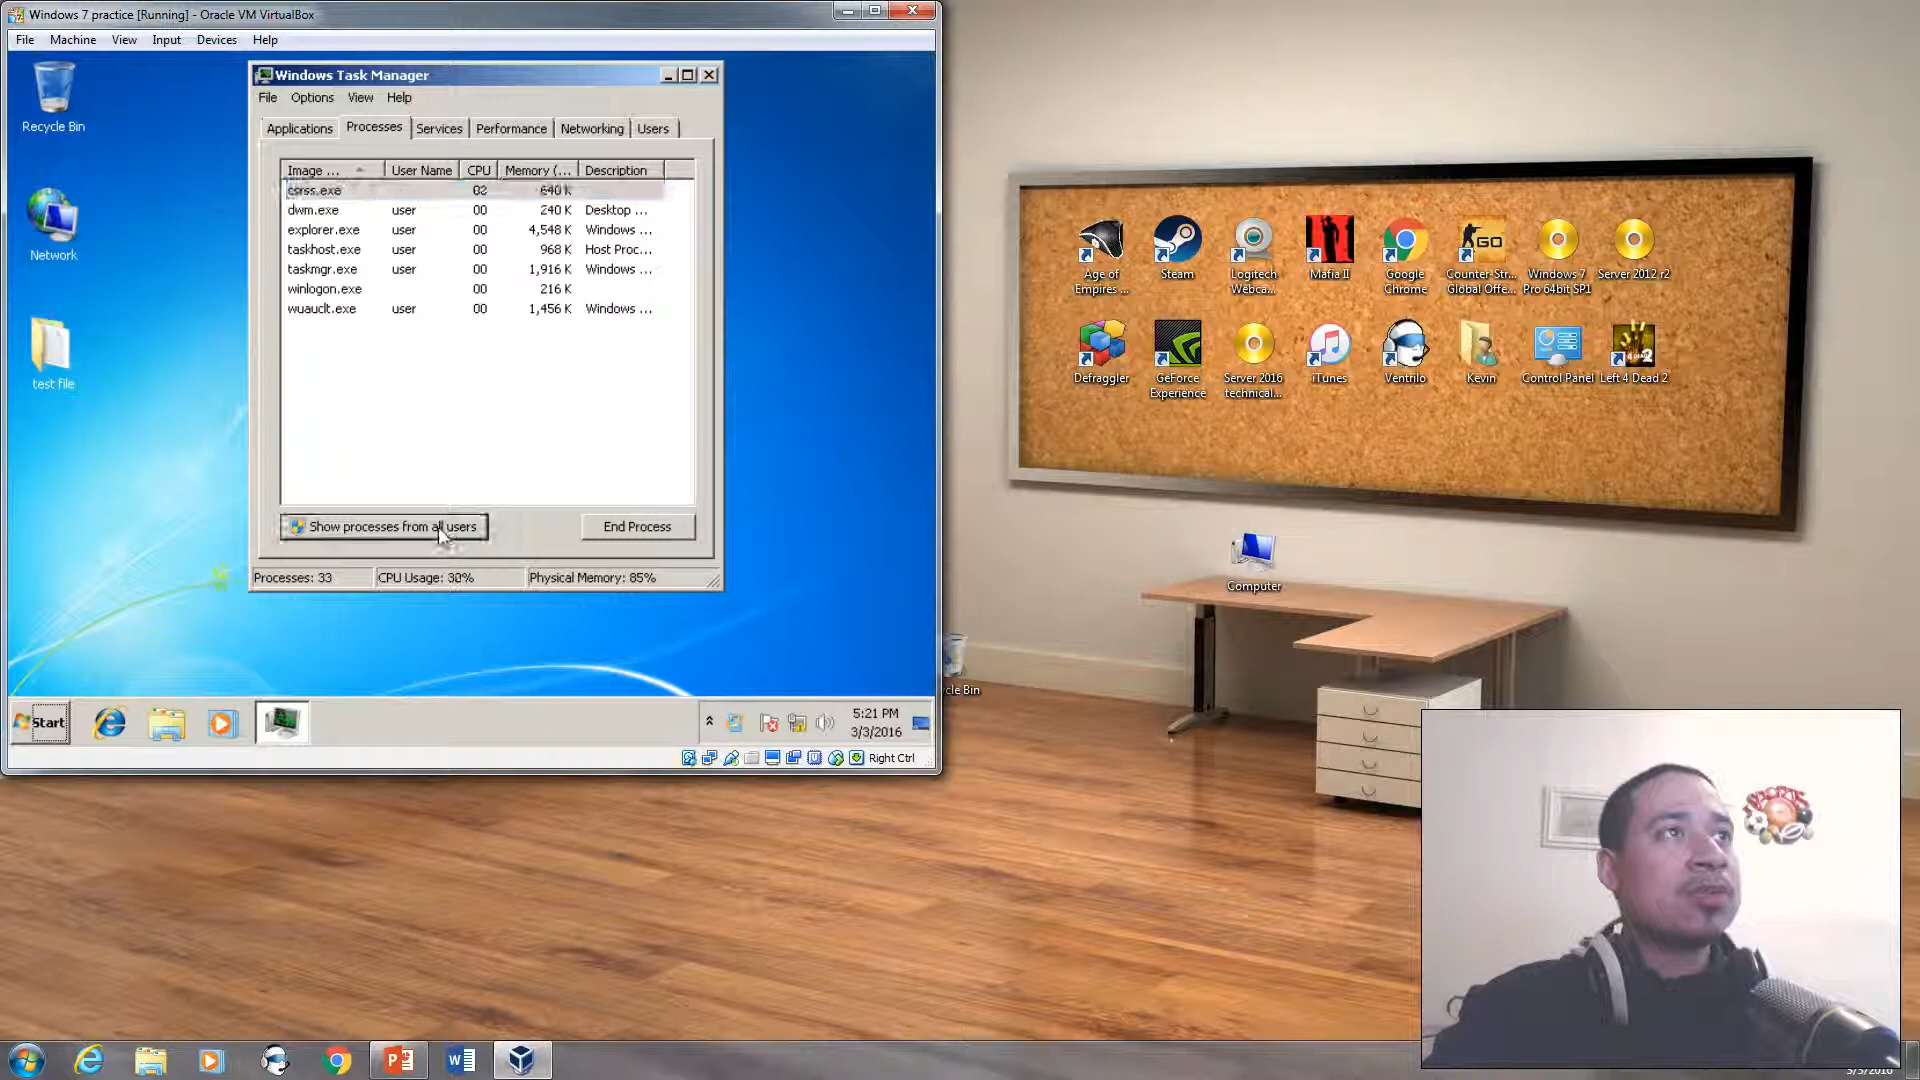 Windows 7 practice [Running] - Oracle VM VirtualBox
File Machine View Input Devices Help
Recycle Bin
Network
test file
Windows Task Manager
File Options View Help
Applications Processes Services Performance Networking Users
Image ... User Name CPU Memory (... Description
csrss.exe 02 640 K
dwm.exe user 00 240 K Desktop ...
explorer.exe user 00 4,548 K Windows ...
taskhost.exe user 00 968 K Host Proc...
taskmgr.exe user 00 1,916 K Windows ...
winlogon.exe 00 216 K
wuauclt.exe user 00 1,456 K Windows ...
Show processes from all users End Process
Processes: 33 CPU Usage: 30% Physical Memory: 85%
Start
5:21 PM
3/3/2016
Right Ctrl
Age of Empires ...
Steam
Logitech Webca...
Mafia II
Google Chrome
GO
Counter-Str... Global Offe...
Windows 7 Pro 64bit SP1
Server 2012 r2
Defraggler
GeForce Experience
Server 2016 technical...
iTunes
Ventrilo
Kevin
Control Panel
Left 4 Dead 2
Computer
cle Bin
SPORTS
3/3/2016